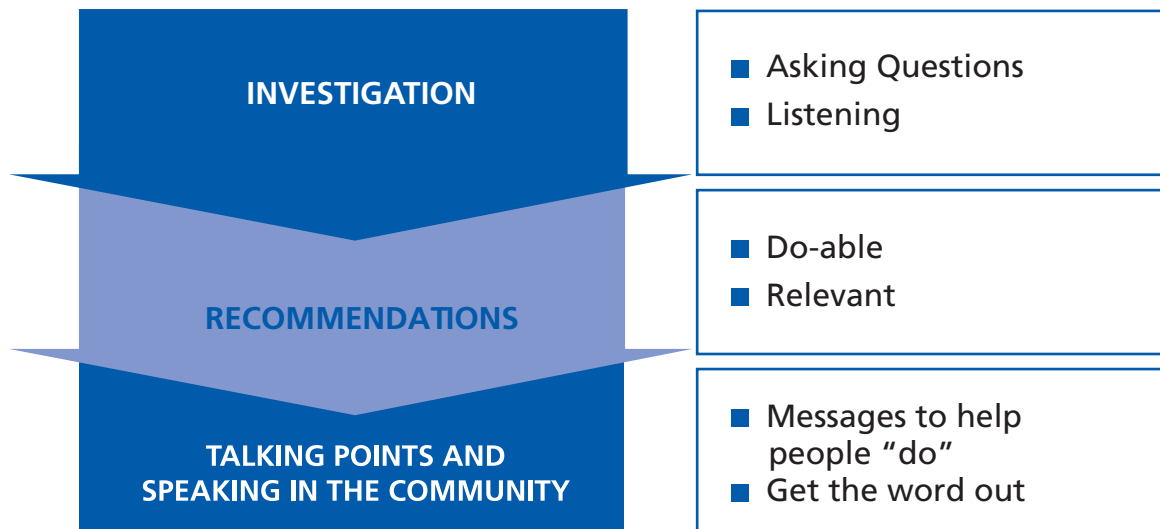 INVESTIGATION
■ Asking Questions
■ Listening
RECOMMENDATIONS
■ Do-able
■ Relevant
TALKING POINTS AND
SPEAKING IN THE COMMUNITY
■ Messages to help
people “do”
■ Get the word out